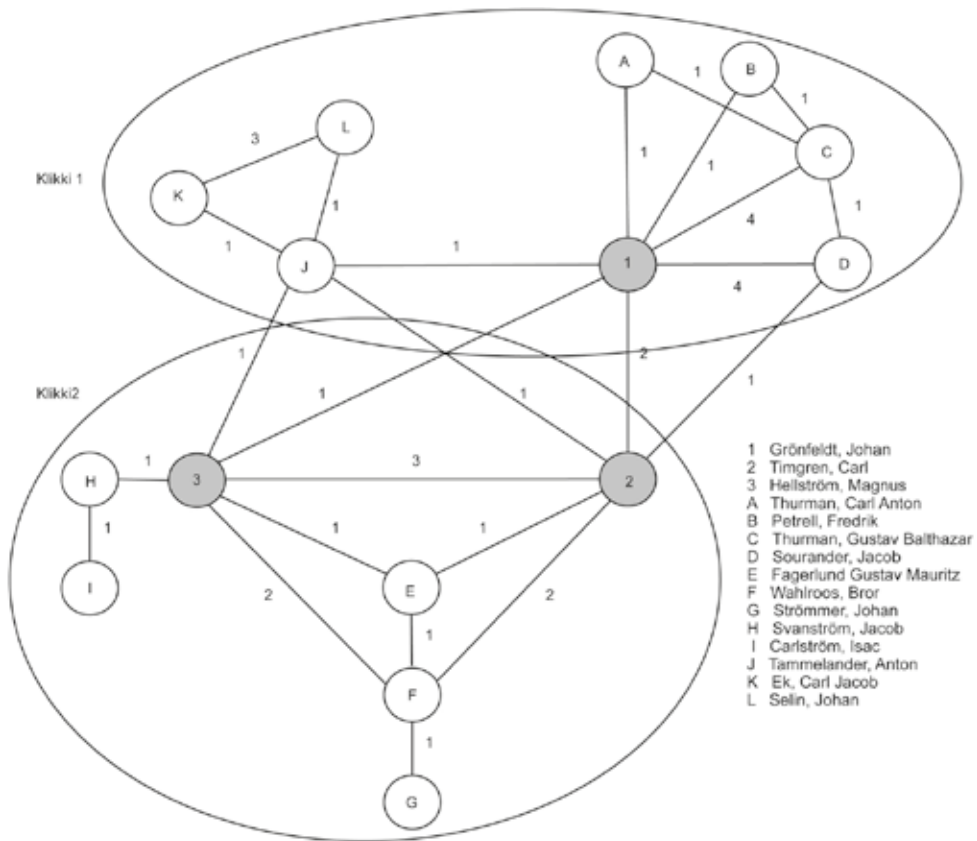 A
1
B
1
L
3
C
Klikki 1
1
1
K
1
4
1
1
1
J
1
D
4
2
1
1
1
1
Klikki2
1
3
H
3
2
1
1
1
I
2
E
2
1
F
1
G
1 Grönfeldt, Johan
2 Timgren, Carl
3 Hellström, Magnus
A Thurman, Carl Anton
B Petrell, Fredrik
C Thurman, Gustav Balthazar
D Sourander, Jacob
E Fagerlund Gustav Mauritz
F Wahlroos, Bror
G Strömmer, Johan
H Svanström, Jacob
I Carlström, Isac
J Tammelander, Anton
K Ek, Carl Jacob
L Selin, Johan